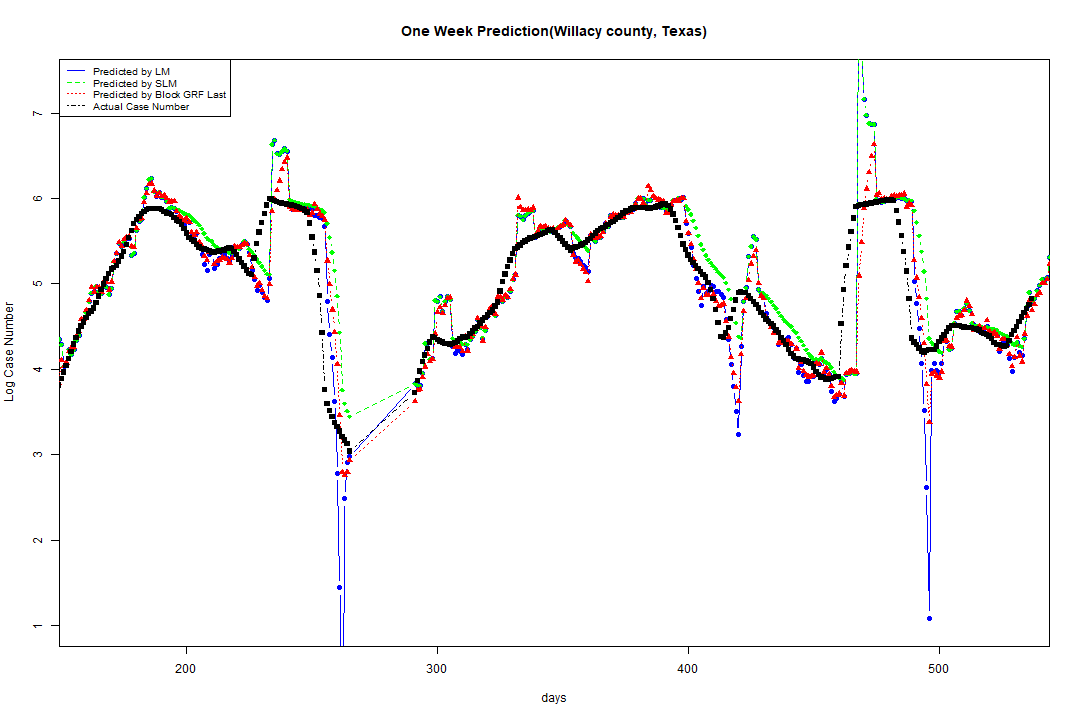 One Week Prediction(Willacy county, Texas)
Predicted by LM
Predicted by SLM
Predicted by Block GRF Last
Actual Case Number
7
6
5
4
3
2
1
Log Case Number
200
300
400
500
days